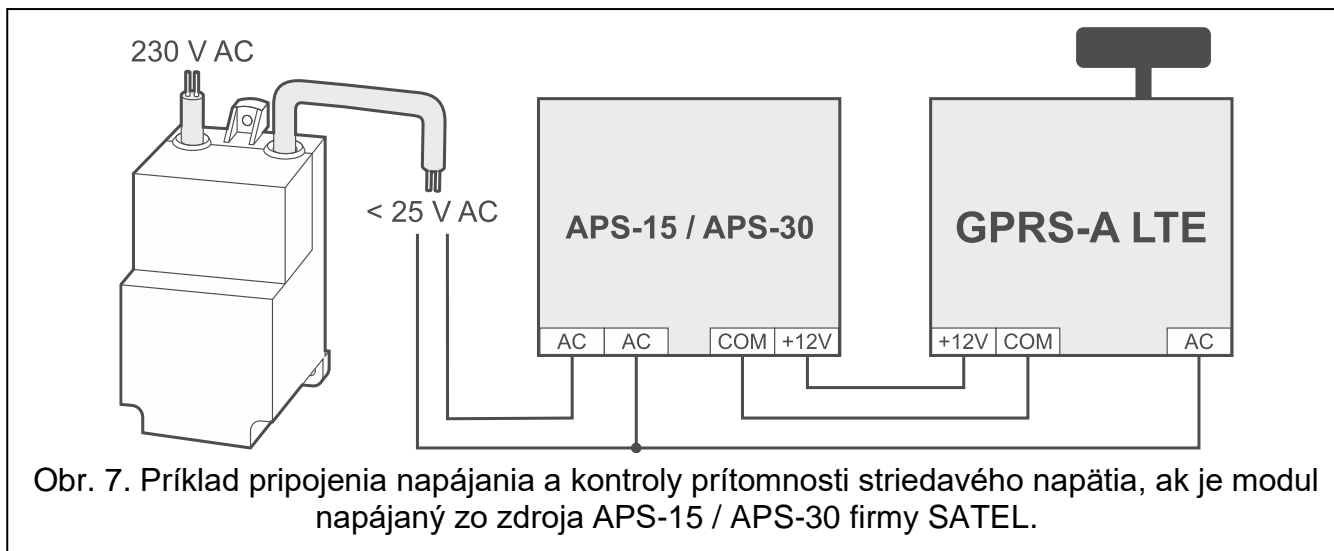 230 V AC
< 25 V AC
APS-15 / APS-30
GPRS-A LTE
AC AC COM +12V
+12V COM AC
Obr. 7. Príklad pripojenia napájania a kontroly prítomnosti striedavého napätia, ak je modul
napájaný zo zdroja APS-15 / APS-30 firmy SATEL.